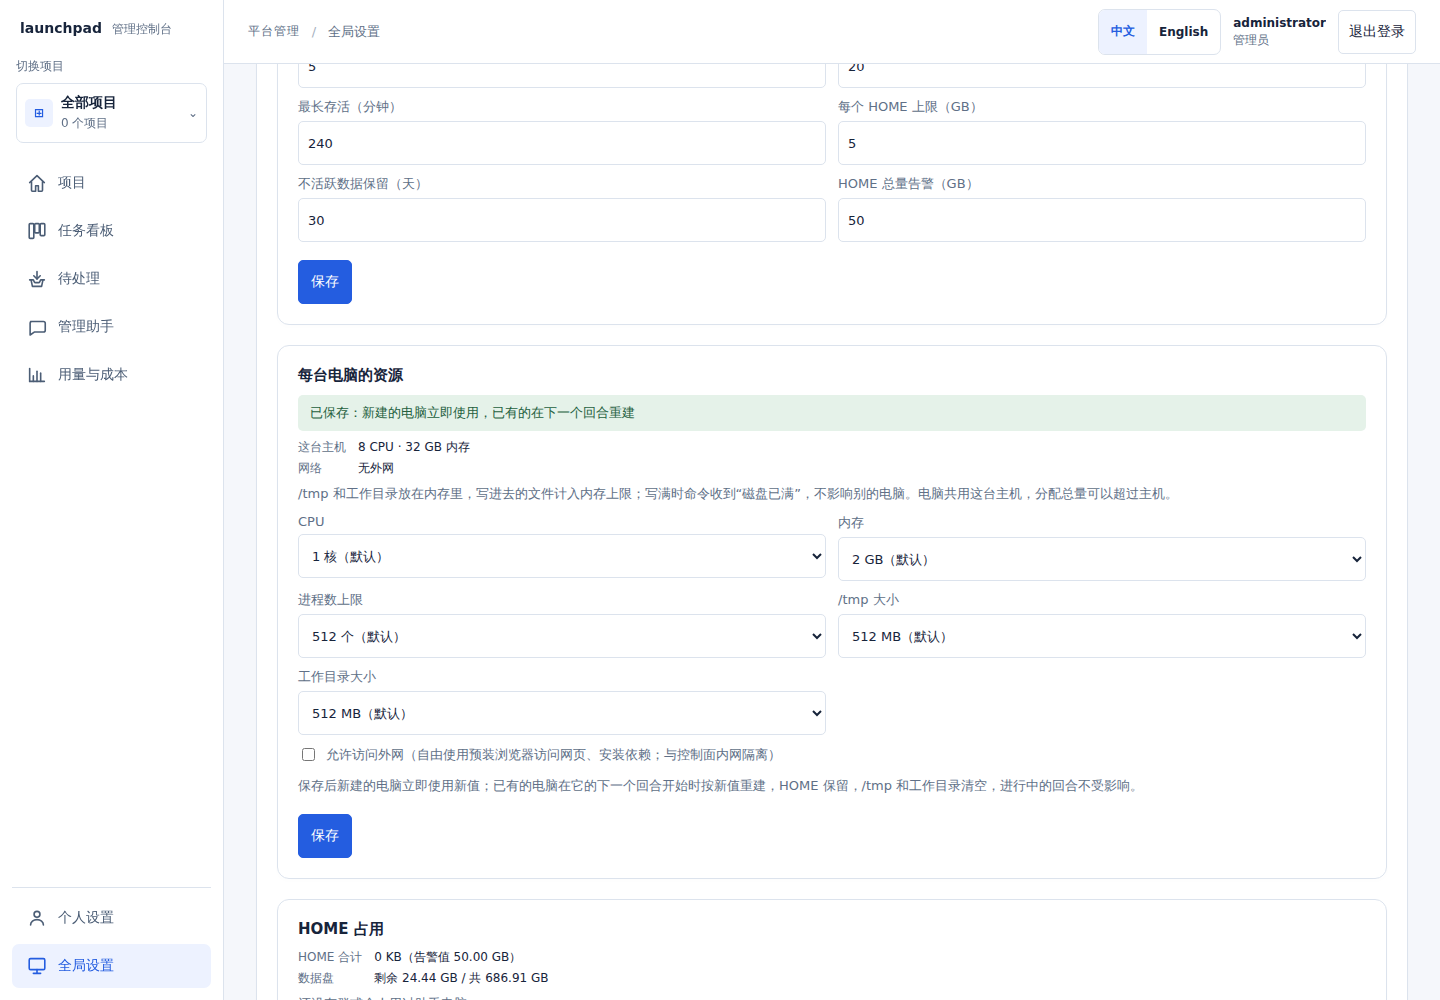 launchpad 管理控制台
切换项目
全部项目
0 个项目
项目
任务看板
待处理
管理助手
用量与成本
个人设置
全局设置
平台管理 / 全局设置
中文 English
administrator
管理员
退出登录
5 20
最长存活（分钟） 每个 HOME 上限（GB）
240 5
不活跃数据保留（天） HOME 总量告警（GB）
30 50
保存
每台电脑的资源
已保存：新建的电脑立即使用，已有的在下一个回合重建
这台主机 8 CPU · 32 GB 内存
网络 无外网
/tmp 和工作目录放在内存里，写进去的文件计入内存上限；写满时命令收到“磁盘已满”，不影响别的电脑。电脑共用这台主机，分配总量可以超过主机。
CPU 内存
1 核（默认） 2 GB（默认）
进程数上限 /tmp 大小
512 个（默认） 512 MB（默认）
工作目录大小
512 MB（默认）
允许访问外网（自由使用预装浏览器访问网页、安装依赖；与控制面内网隔离）
保存后新建的电脑立即使用新值；已有的电脑在它的下一个回合开始时按新值重建，HOME 保留，/tmp 和工作目录清空，进行中的回合不受影响。
保存
HOME 占用
HOME 合计 0 KB（告警值 50.00 GB）
数据盘 剩余 24.44 GB / 共 686.91 GB